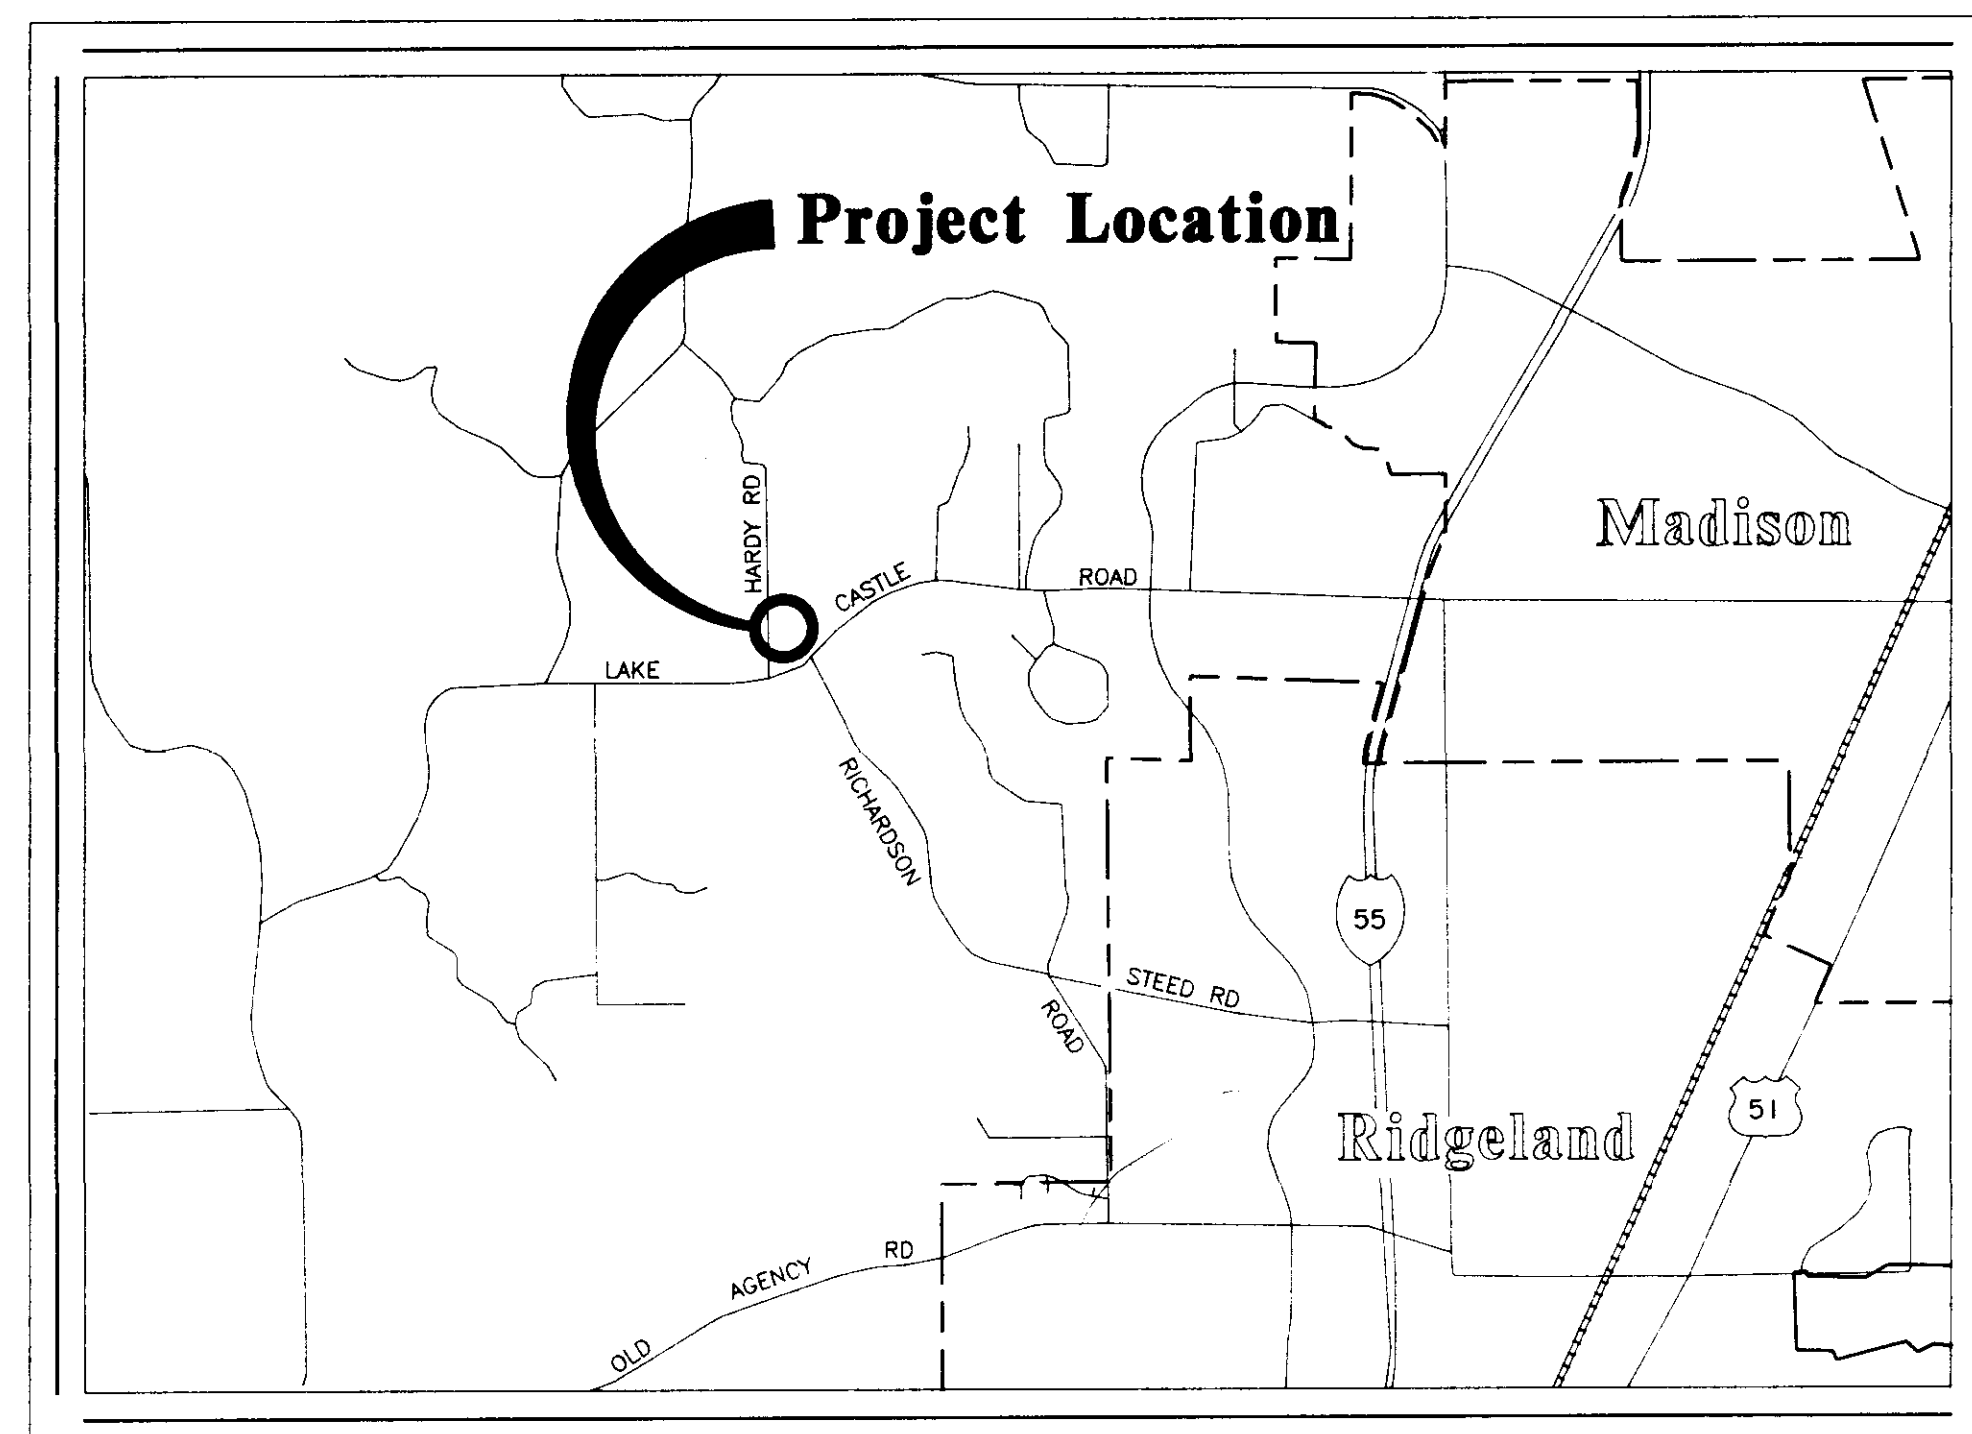 Project Location
Madison
HARDY RD
CASTLE
ROAD
LAKE
RICHARDSON
55
STEED RD
ROAD
51
Ridgeland
RD
AGENCY
OLD